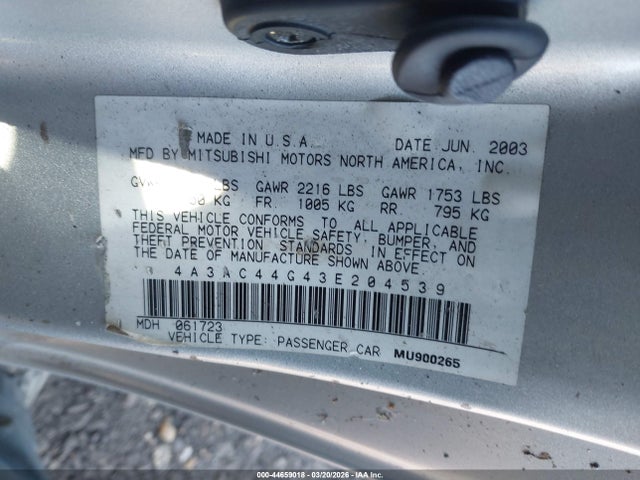 MADE IN U.S.A. DATE JUN. 2003
MFD BY MITSUBISHI MOTORS NORTH AMERICA, INC.
LBS GAWR 2216 LBS GAWR 1753 LBS
KG FR. 1005 KG RR. 795 KG
THIS VEHICLE CONFORMS TO ALL APPLICABLE
FEDERAL MOTOR VEHICLE SAFETY, BUMPER, AND
THEFT PREVENTION STANDARDS IN EFFECT ON
THE DATE OF MANUFACTURE SHOWN ABOVE.
4A3AC44G43E204539
MDH 061723
VEHICLE TYPE: PASSENGER CAR MU900265
000-44659018 | 03/20/2026 | IAAI.COM